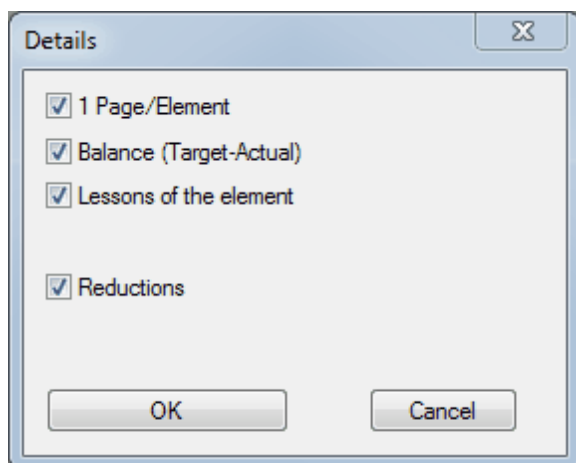 Details
1 Page/Element
Balance (Target-Actual)
Lessons of the element
Reductions
OK
Cancel